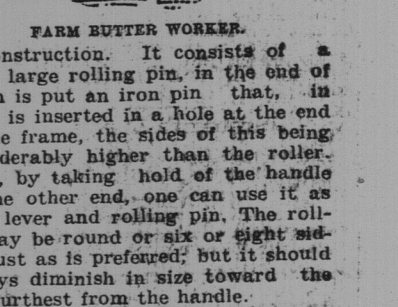 FARM BUTTER WORKER.
nstruction. It consists of a
large rolling pin, in the end of
is put an iron pin that, in
is inserted in a hole at the end
e frame, the sides of this being
derably higher than the roller.
, by taking hold of the handle
e other end, one can use it as
lever and rolling pin. The roll-
ay be round or six or eight sid-
ust as is preferred; but it should
ys diminish in size toward the
urthest from the handle.